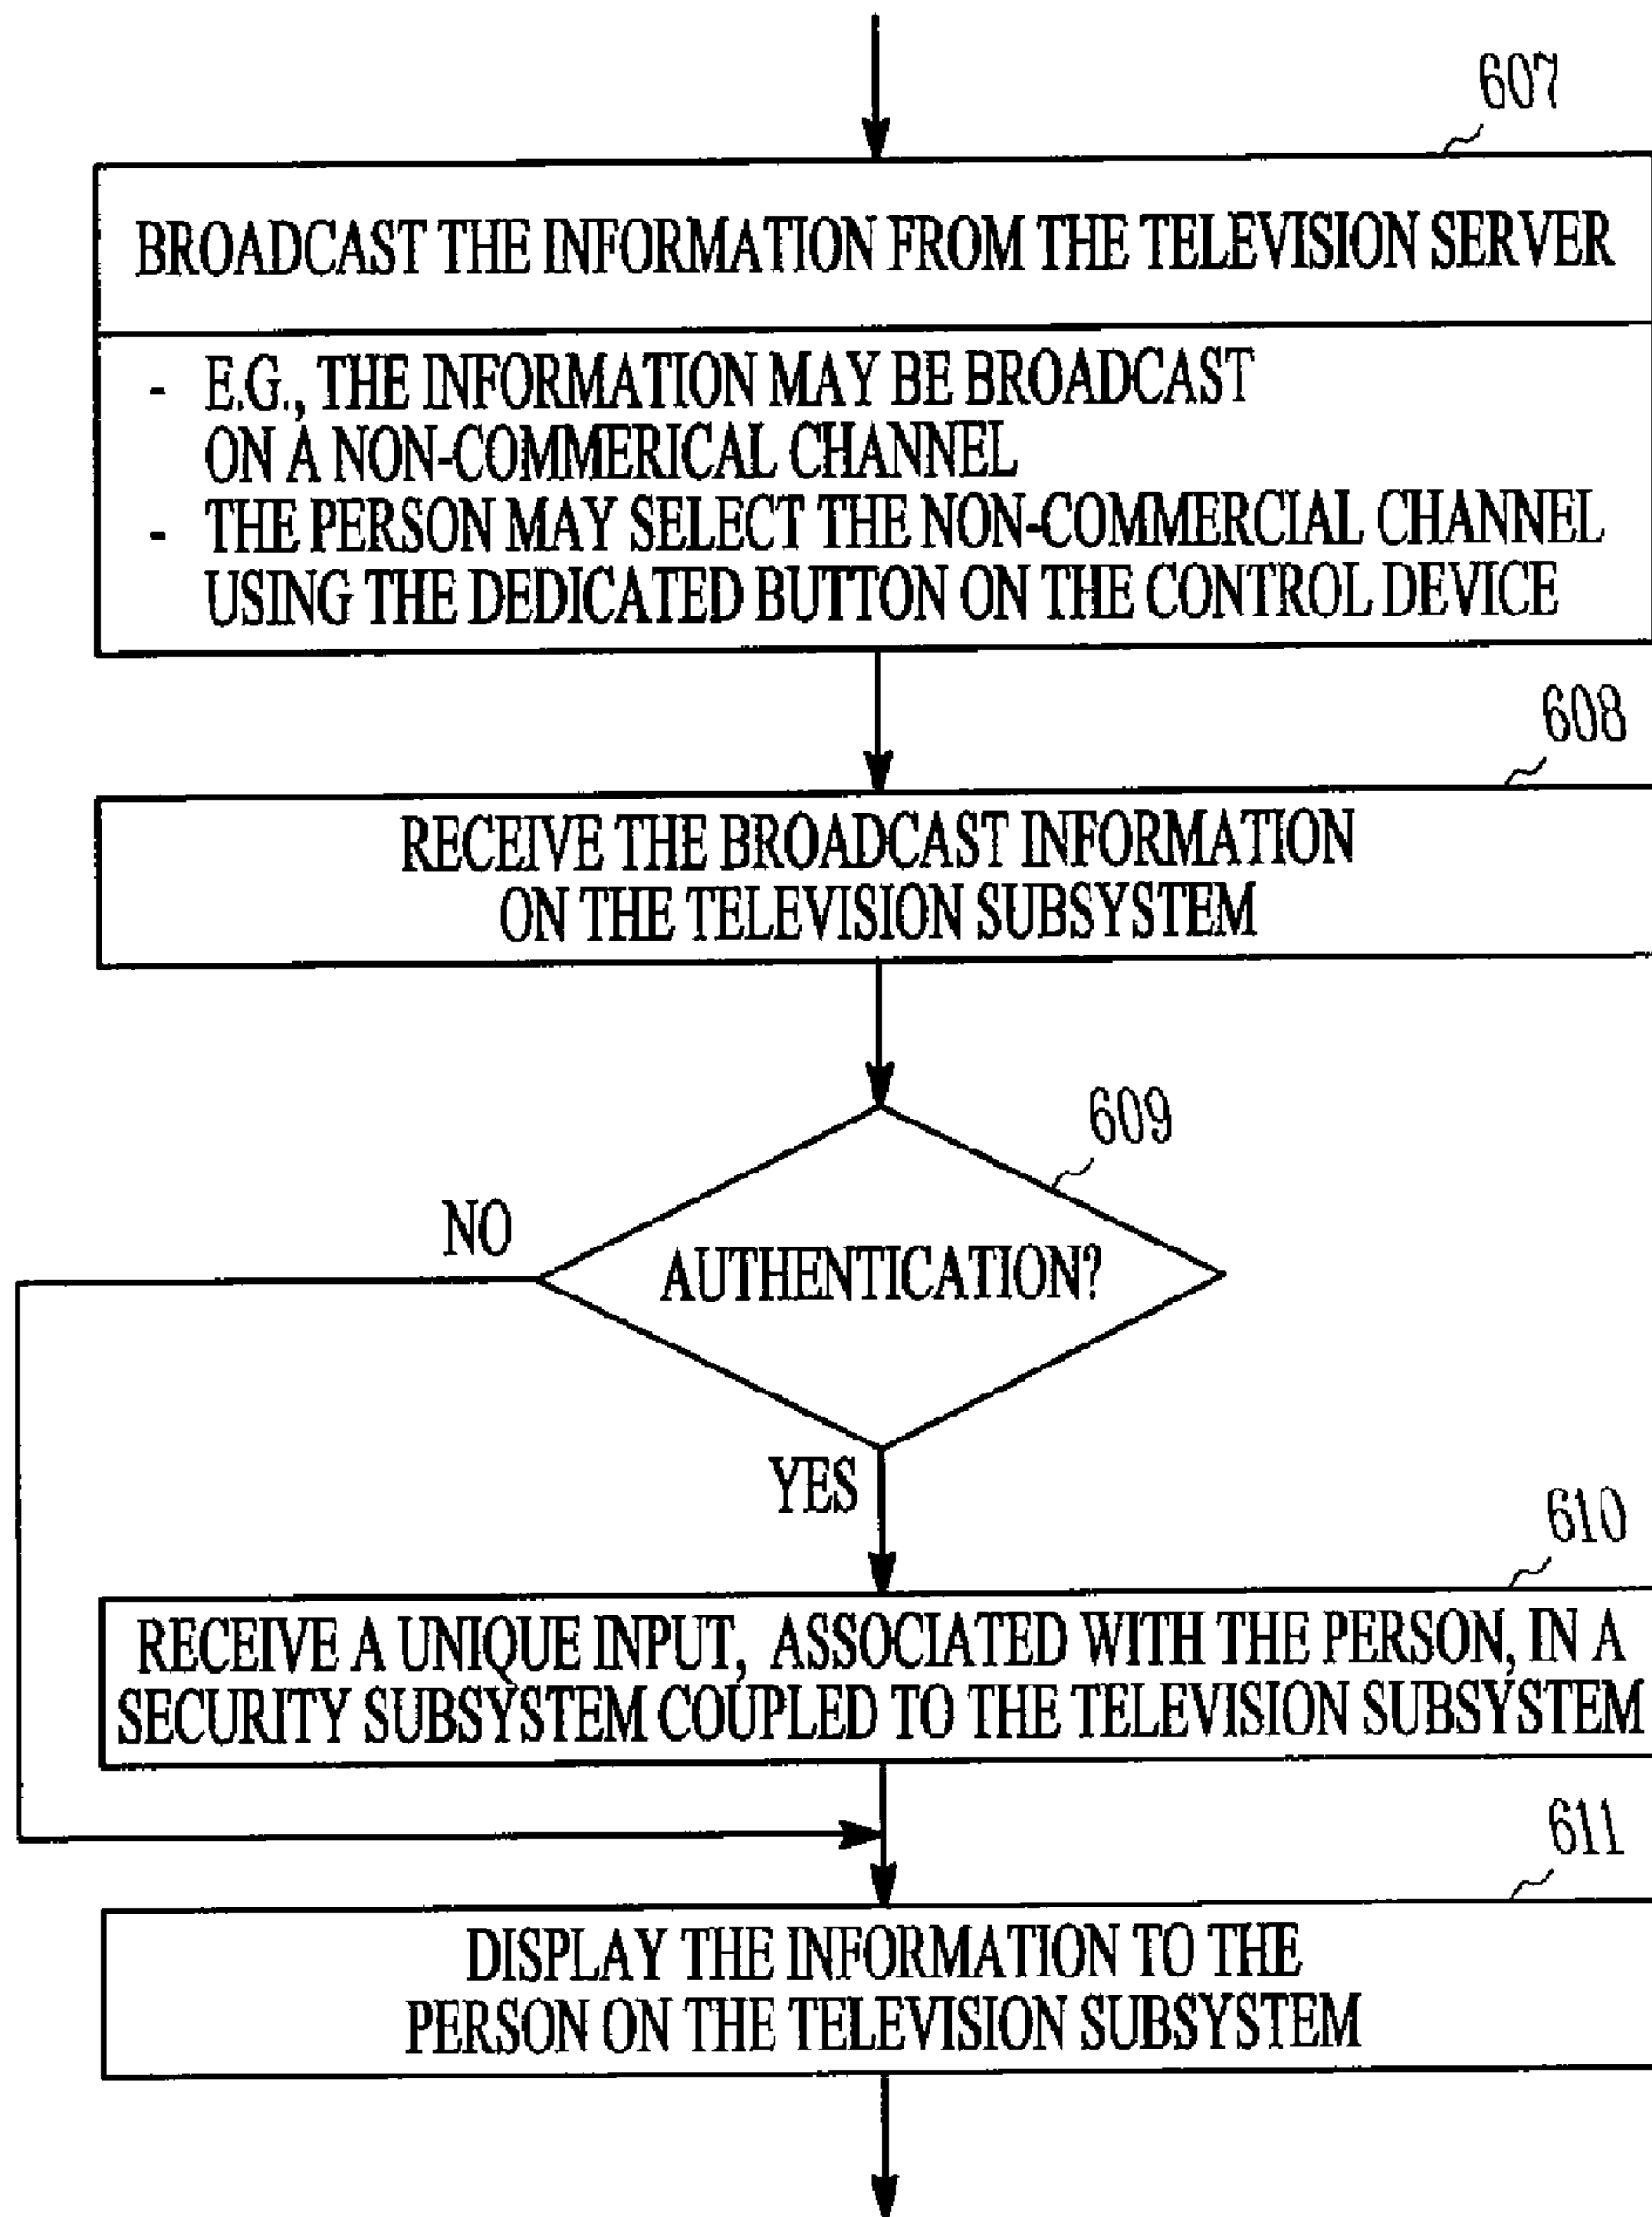 607
BROADCAST THE INFORMATION FROM THE TELEVISION SERVER
- E.G., THE INFORMATION MAY BE BROADCAST
ON A NON-COMMERICAL CHANNEL
- THE PERSON MAY SELECT THE NON-COMMERCIAL CHANNEL
USING THE DEDICATED BUTTON ON THE CONTROL DEVICE
608
RECEIVE THE BROADCAST INFORMATION
ON THE TELEVISION SUBSYSTEM
609
NO
AUTHENTICATION?
YES
610
RECEIVE A UNIQUE INPUT, ASSOCIATED WITH THE PERSON, IN A
SECURITY SUBSYSTEM COUPLED TO THE TELEVISION SUBSYSTEM
611
DISPLAY THE INFORMATION TO THE
PERSON ON THE TELEVISION SUBSYSTEM